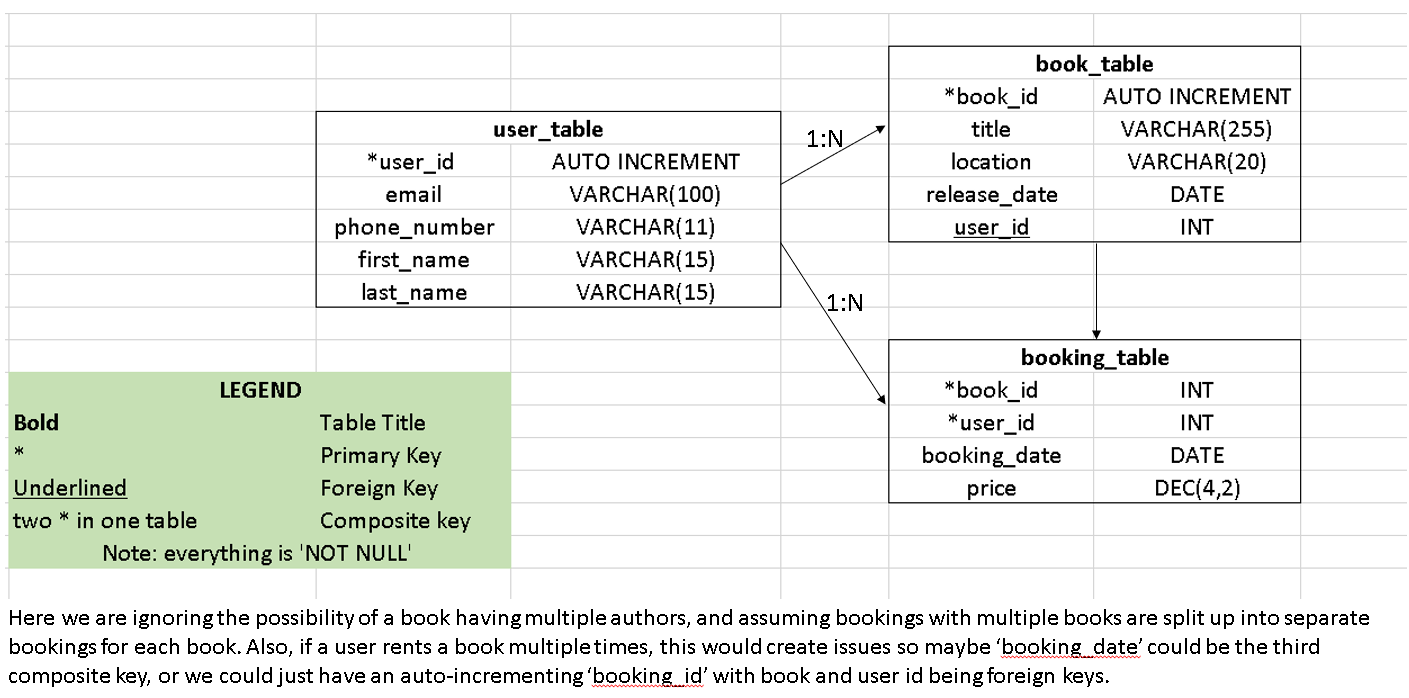 book_table
*book_id AUTO INCREMENT
title VARCHAR(255)
location VARCHAR(20)
release_date DATE
user_id INT
user_table
*user_id AUTO INCREMENT
email VARCHAR(100)
phone_number VARCHAR(11)
first_name VARCHAR(15)
last_name VARCHAR(15)
1:N
1:N
booking_table
*book_id INT
*user_id INT
booking_date DATE
price DEC(4,2)
LEGEND
Bold Table Title
* Primary Key
Underlined Foreign Key
two * in one table Composite key
Note: everything is 'NOT NULL'
Here we are ignoring the possibility of a book having multiple authors, and assuming bookings with multiple books are split up into separate
bookings for each book. Also, if a user rents a book multiple times, this would create issues so maybe ‘booking_date’ could be the third
composite key, or we could just have an auto-incrementing ‘booking_id’ with book and user id being foreign keys.